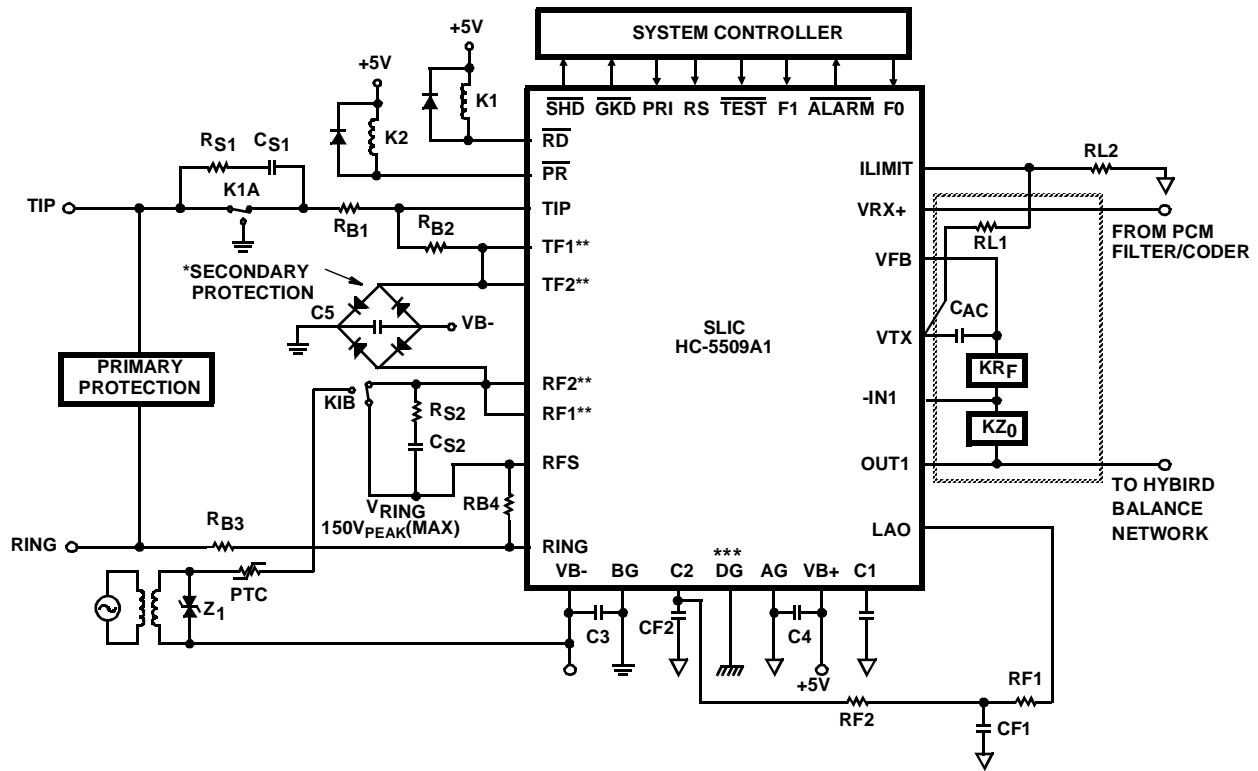 SYSTEM CONTROLLER
+5V
+5V
K1
K2
SHD GKD PRI RS TEST F1 ALARM F0
RD
PR
RS1 CS1
K1A
TIP
RB1
RB2
TIP
TF1**
TF2**
*SECONDARY
PROTECTION
C5
VB-
PRIMARY
PROTECTION
KIB
RF2**
RF1**
RS2
CS2
RFS
RB4
VRING
150VPEAK(MAX)
RB3
RING
RING
PTC
Z1
SLIC
HC-5509A1
ILIMIT
RL2
VRX+
RL1
FROM PCM
FILTER/CODER
VFB
CAC
VTX
KRF
-IN1
KZ0
OUT1
TO HYBIRD
BALANCE
NETWORK
LAO
***
VB- BG C2 DG AG VB+ C1
C3
CF2
C4
+5V
RF2
RF1
CF1